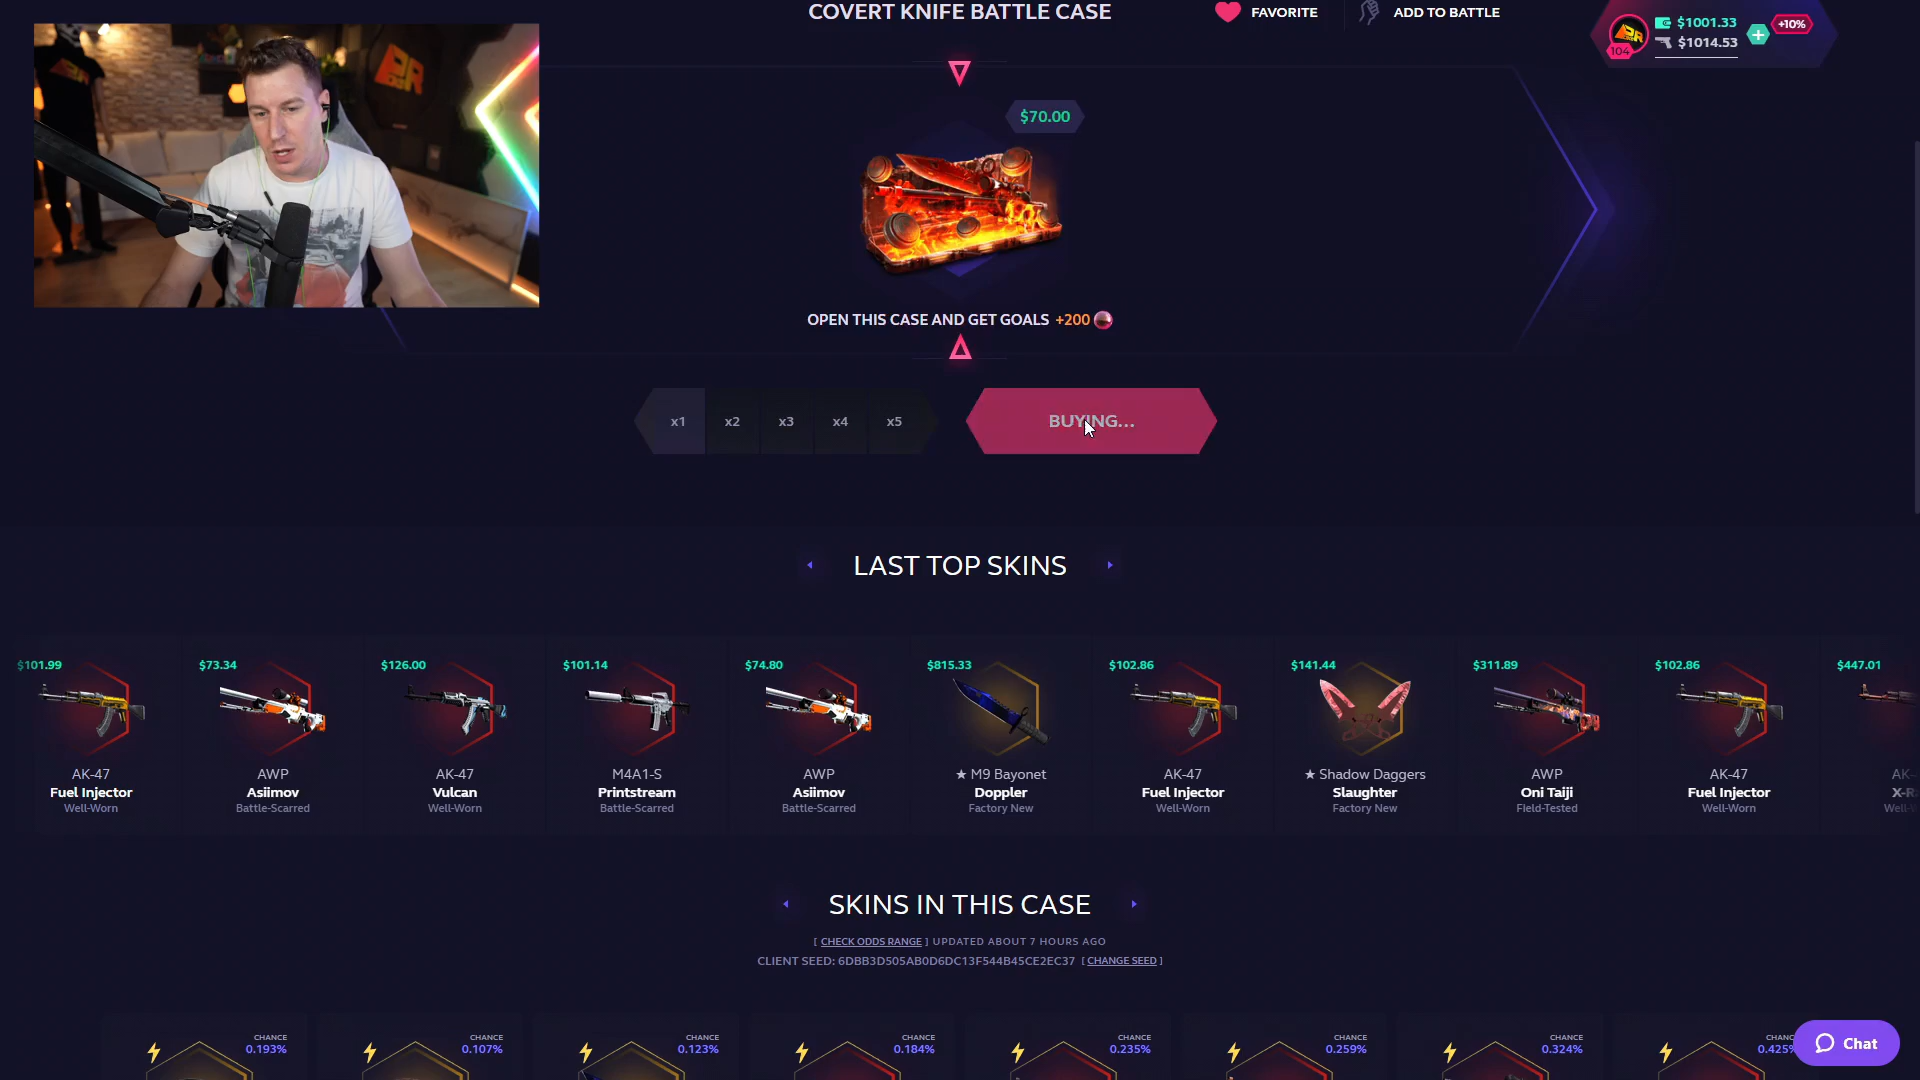 COVERT KNIFE BATTLE CASE
FAVORITE
ADD TO BATTLE
104
$1001.33
$1014.53
+10%
$70.00
OPEN THIS CASE AND GET GOALS +200
x1 x2 x3 x4 x5
BUYING...
LAST TOP SKINS
$101.99
AK-47
Fuel Injector
Well-Worn
$73.34
AWP
Asiimov
Battle-Scarred
$126.00
AK-47
Vulcan
Well-Worn
$101.14
M4A1-S
Printstream
Battle-Scarred
$74.80
AWP
Asiimov
Battle-Scarred
$815.33
★ M9 Bayonet
Doppler
Factory New
$102.86
AK-47
Fuel Injector
Well-Worn
$141.44
★ Shadow Daggers
Slaughter
Factory New
$311.89
AWP
Oni Taiji
Field-Tested
$102.86
AK-47
Fuel Injector
Well-Worn
$447.01
SKINS IN THIS CASE
[ CHECK ODDS RANGE ] UPDATED ABOUT 7 HOURS AGO
CLIENT SEED: 6DBB3D505AB0D6DC13F544B45CE2EC37 [ CHANGE SEED ]
CHANCE
0.193%
CHANCE
0.107%
CHANCE
0.123%
CHANCE
0.184%
CHANCE
0.235%
CHANCE
0.259%
CHANCE
0.324%
0.425%
Chat